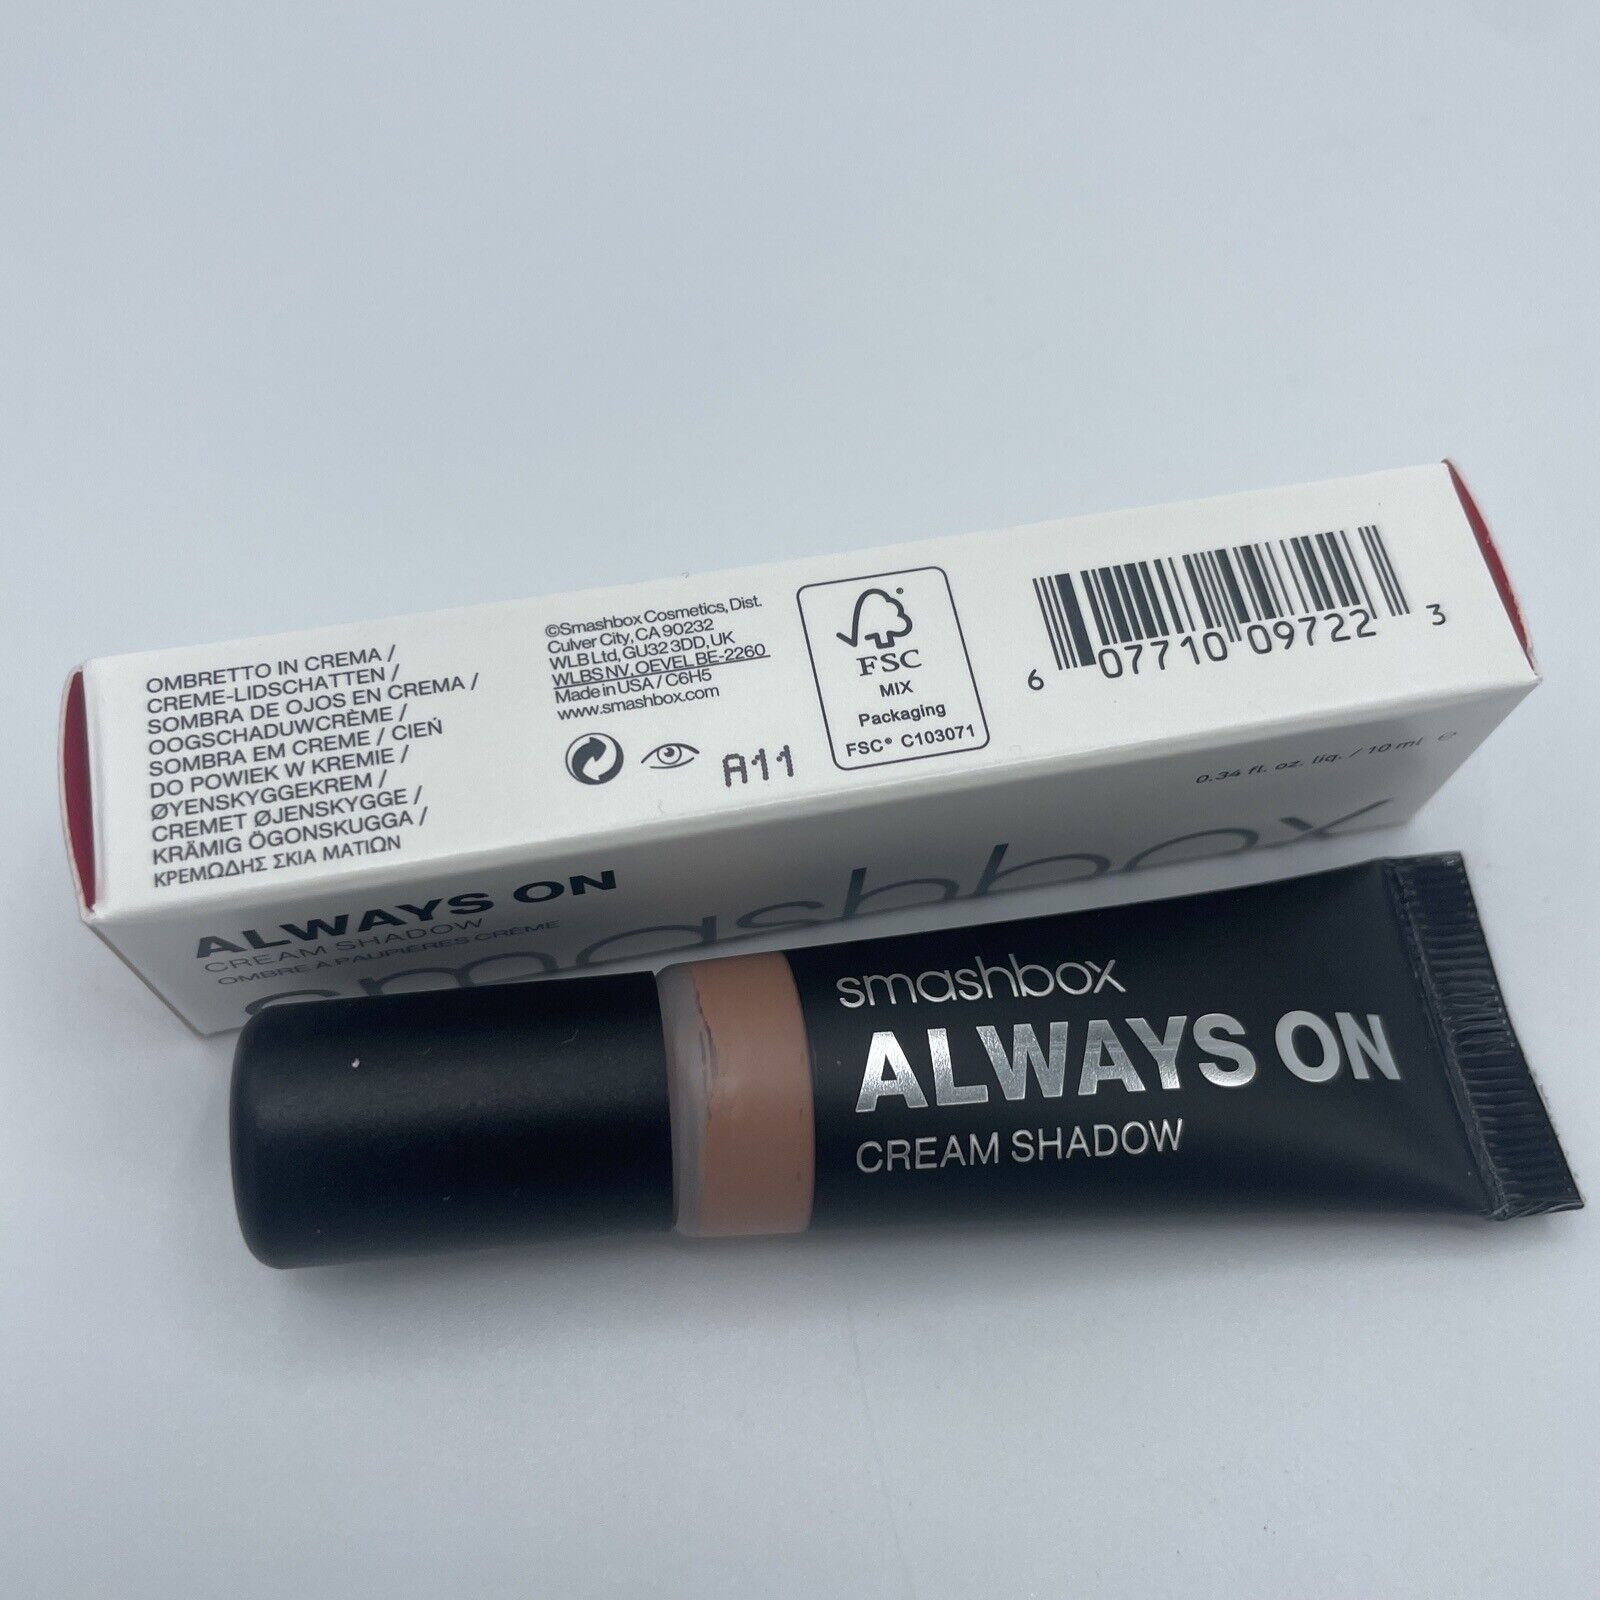 OMBRETTO IN CREMA /
CREME-LIDSCHATTEN /
SOMBRA DE OJOS EN CREMA /
OOGSCHADUWCRÈME /
SOMBRA EM CREME / CIEŃ
DO POWIEK W KREMIE /
ØYENSKYGGEKREM /
CREMET ØJENSKYGGE /
KRÄMIG ÖGONSKUGGA /
ΚΡΕΜΩΔΗΣ ΣΚΙΑ ΜΑΤΙΩΝ
©Smashbox Cosmetics, Dist.
Culver City, CA 90232
WLB Ltd, GU32 3DD, UK
WLBS NV, OEVEL BE-2260
Made in USA / C6H5
www.smashbox.com
A11
FSC
MIX
Packaging
FSC® C103071
6 07710 09722 3
0.34 fl. oz. liq. / 10 ml e
ALWAYS ON
CREAM SHADOW
OMBRE À PAUPIÈRES CRÈME
smashbox
smashbox
ALWAYS ON
CREAM SHADOW